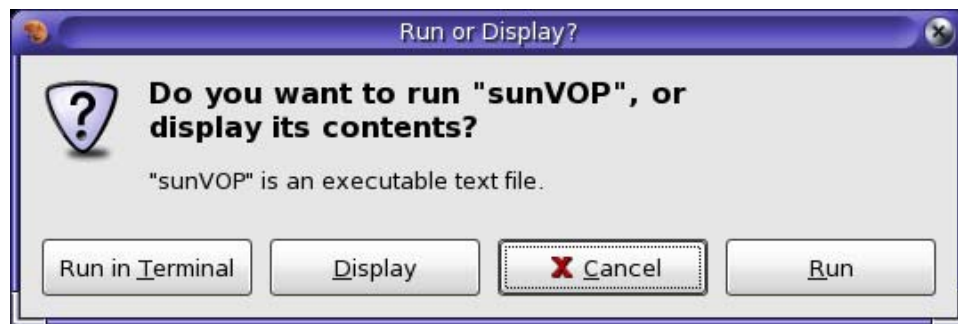 Run or Display?
Do you want to run "sunVOP", or
display its contents?
"sunVOP" is an executable text file.
Run in Terminal
Display
Cancel
Run